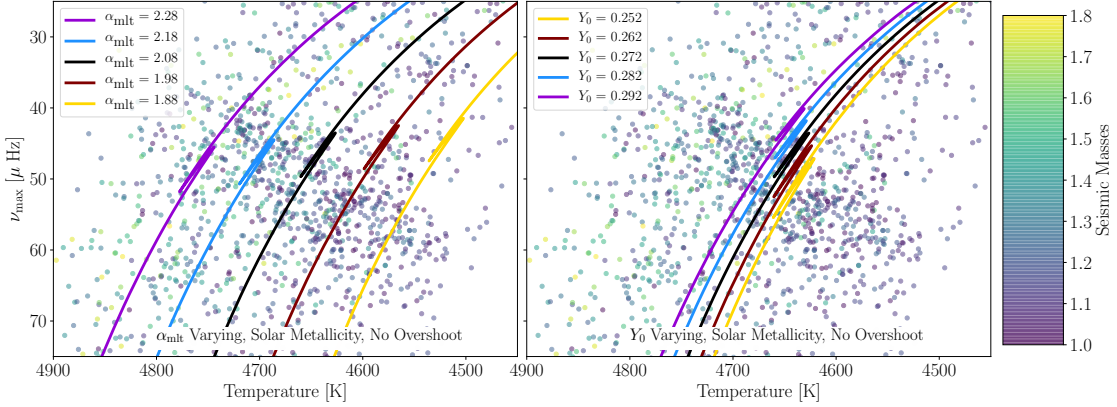 α_mlt = 2.28
α_mlt = 2.18
α_mlt = 2.08
α_mlt = 1.98
α_mlt = 1.88
30
40
50
60
70
ν_max [μ Hz]
α_mlt Varying, Solar Metallicity, No Overshoot
4900
4800
4700
4600
4500
Temperature [K]
Y_0 = 0.252
Y_0 = 0.262
Y_0 = 0.272
Y_0 = 0.282
Y_0 = 0.292
Y_0 Varying, Solar Metallicity, No Overshoot
4900
4800
4700
4600
4500
Temperature [K]
1.8
1.7
1.6
1.5
1.4
1.3
1.2
1.1
1.0
Seismic Masses